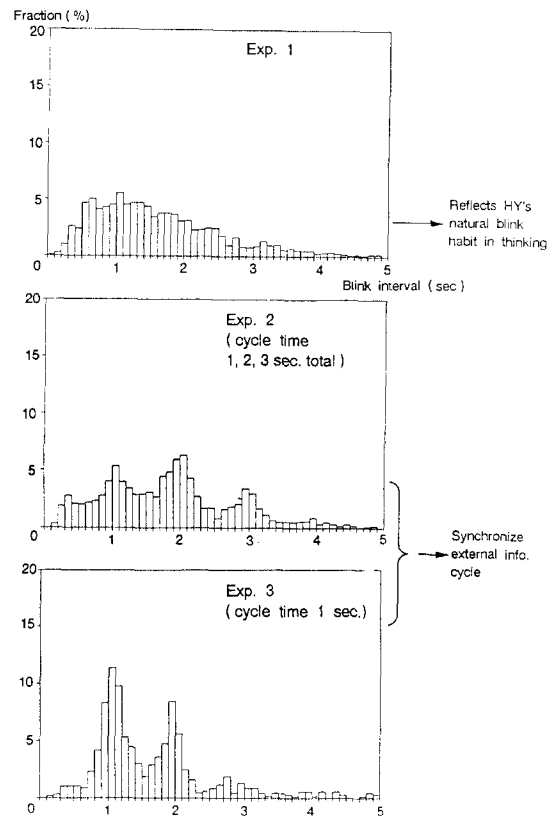 Fraction (%)
20
Exp. 1
15
10
5
0
1
2
3
4
5
Blink interval (sec)
Reflects HY's
natural blink
habit in thinking
20
Exp. 2
( cycle time
1, 2, 3 sec. total )
15
10
5
0
1
2
3
4
5
Synchronize
external info.
cycle
20
Exp. 3
( cycle time 1 sec.)
15
10
5
0
1
2
3
4
5